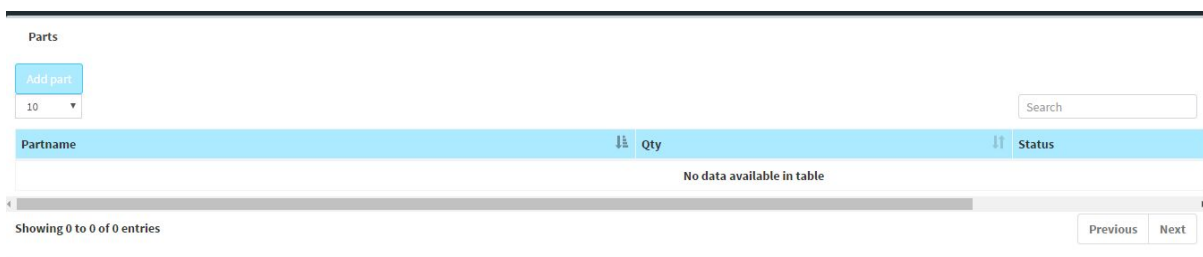 Parts
Add part
10
Search
Partname Qty Status
No data available in table
Showing 0 to 0 of 0 entries
Previous Next